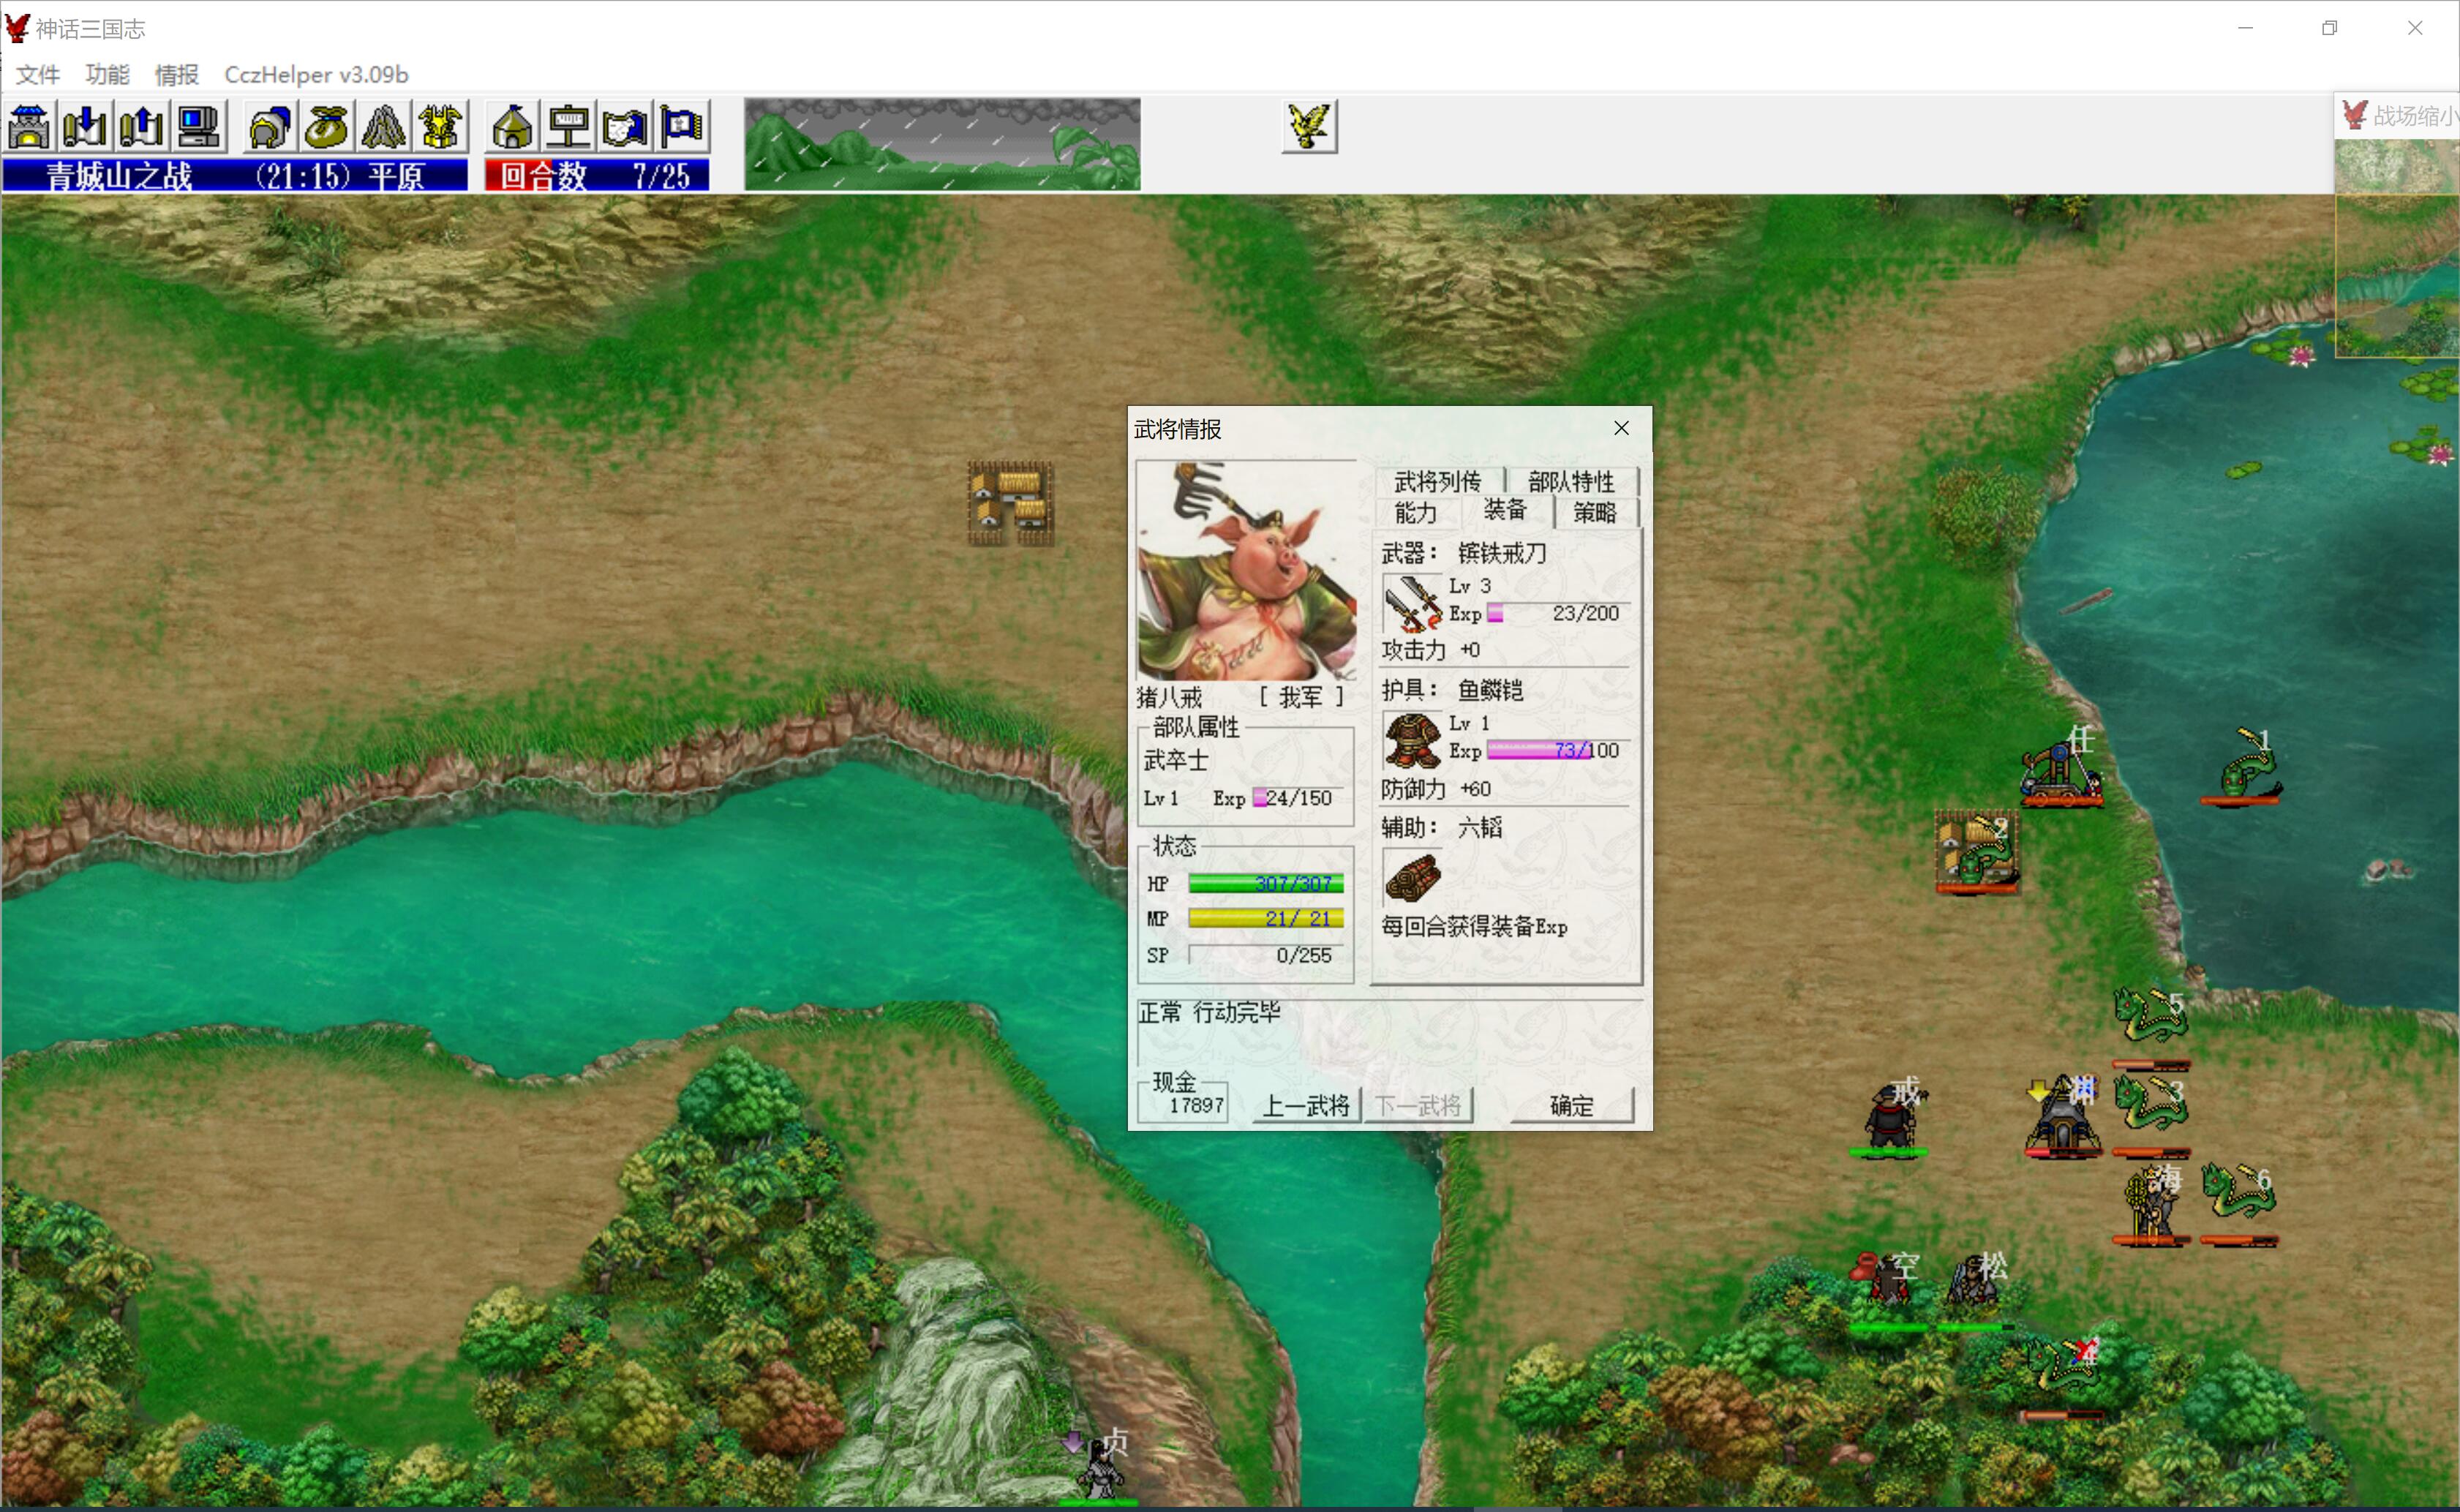 神话三国志
文件 功能 情报 CczHelper v3.09b
战场缩小
青城山之战 (21:15) 平原 回合数 7/25
武将情报
武将列传 部队特性
能力 装备 策略
武器: 镔铁戒刀
Lv 3
Exp 23/200
攻击力 +0
护具: 鱼鳞铠
Lv 1
Exp 73/100
防御力 +60
辅助: 六韬
每回合获得装备Exp
猪八戒 [ 我军 ]
部队属性
武卒士
Lv 1 Exp 24/150
状态
HP 307/307
MP 21/ 21
SP 0/255
正常 行动完毕
现金
17897
上一武将 下一武将 确定
任
1
2
5
戒
3
海
6
空
松
4
贞